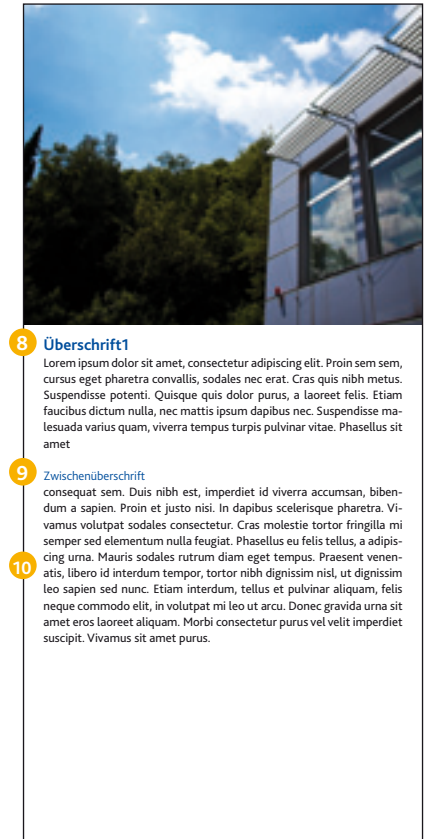 8 Überschrift1
Lorem ipsum dolor sit amet, consectetur adipiscing elit. Proin sem sem,
cursus eget pharetra convallis, sodales nec erat. Cras quis nibh metus.
Suspendisse potenti. Quisque quis dolor purus, a laoreet felis. Etiam
faucibus dictum nulla, nec mattis ipsum dapibus nec. Suspendisse ma-
lesuada varius quam, viverra tempus turpis pulvinar vitae. Phasellus sit
amet
9 Zwischenüberschrift
consequat sem. Duis nibh est, imperdiet id viverra accumsan, biben-
dum a sapien. Proin et justo nisi. In dapibus scelerisque pharetra. Vi-
vamus volutpat sodales consectetur. Cras molestie tortor fringilla mi
semper sed elementum nulla feugiat. Phasellus eu felis tellus, a adipis-
10 cing urna. Mauris sodales rutrum diam eget tempus. Praesent venen-
atis, libero id interdum tempor, tortor nibh dignissim nisl, ut dignissim
leo sapien sed nunc. Etiam interdum, tellus et pulvinar aliquam, felis
neque commodo elit, in volutpat mi leo ut arcu. Donec gravida urna sit
amet eros laoreet aliquam. Morbi consectetur purus vel velit imperdiet
suscipit. Vivamus sit amet purus.